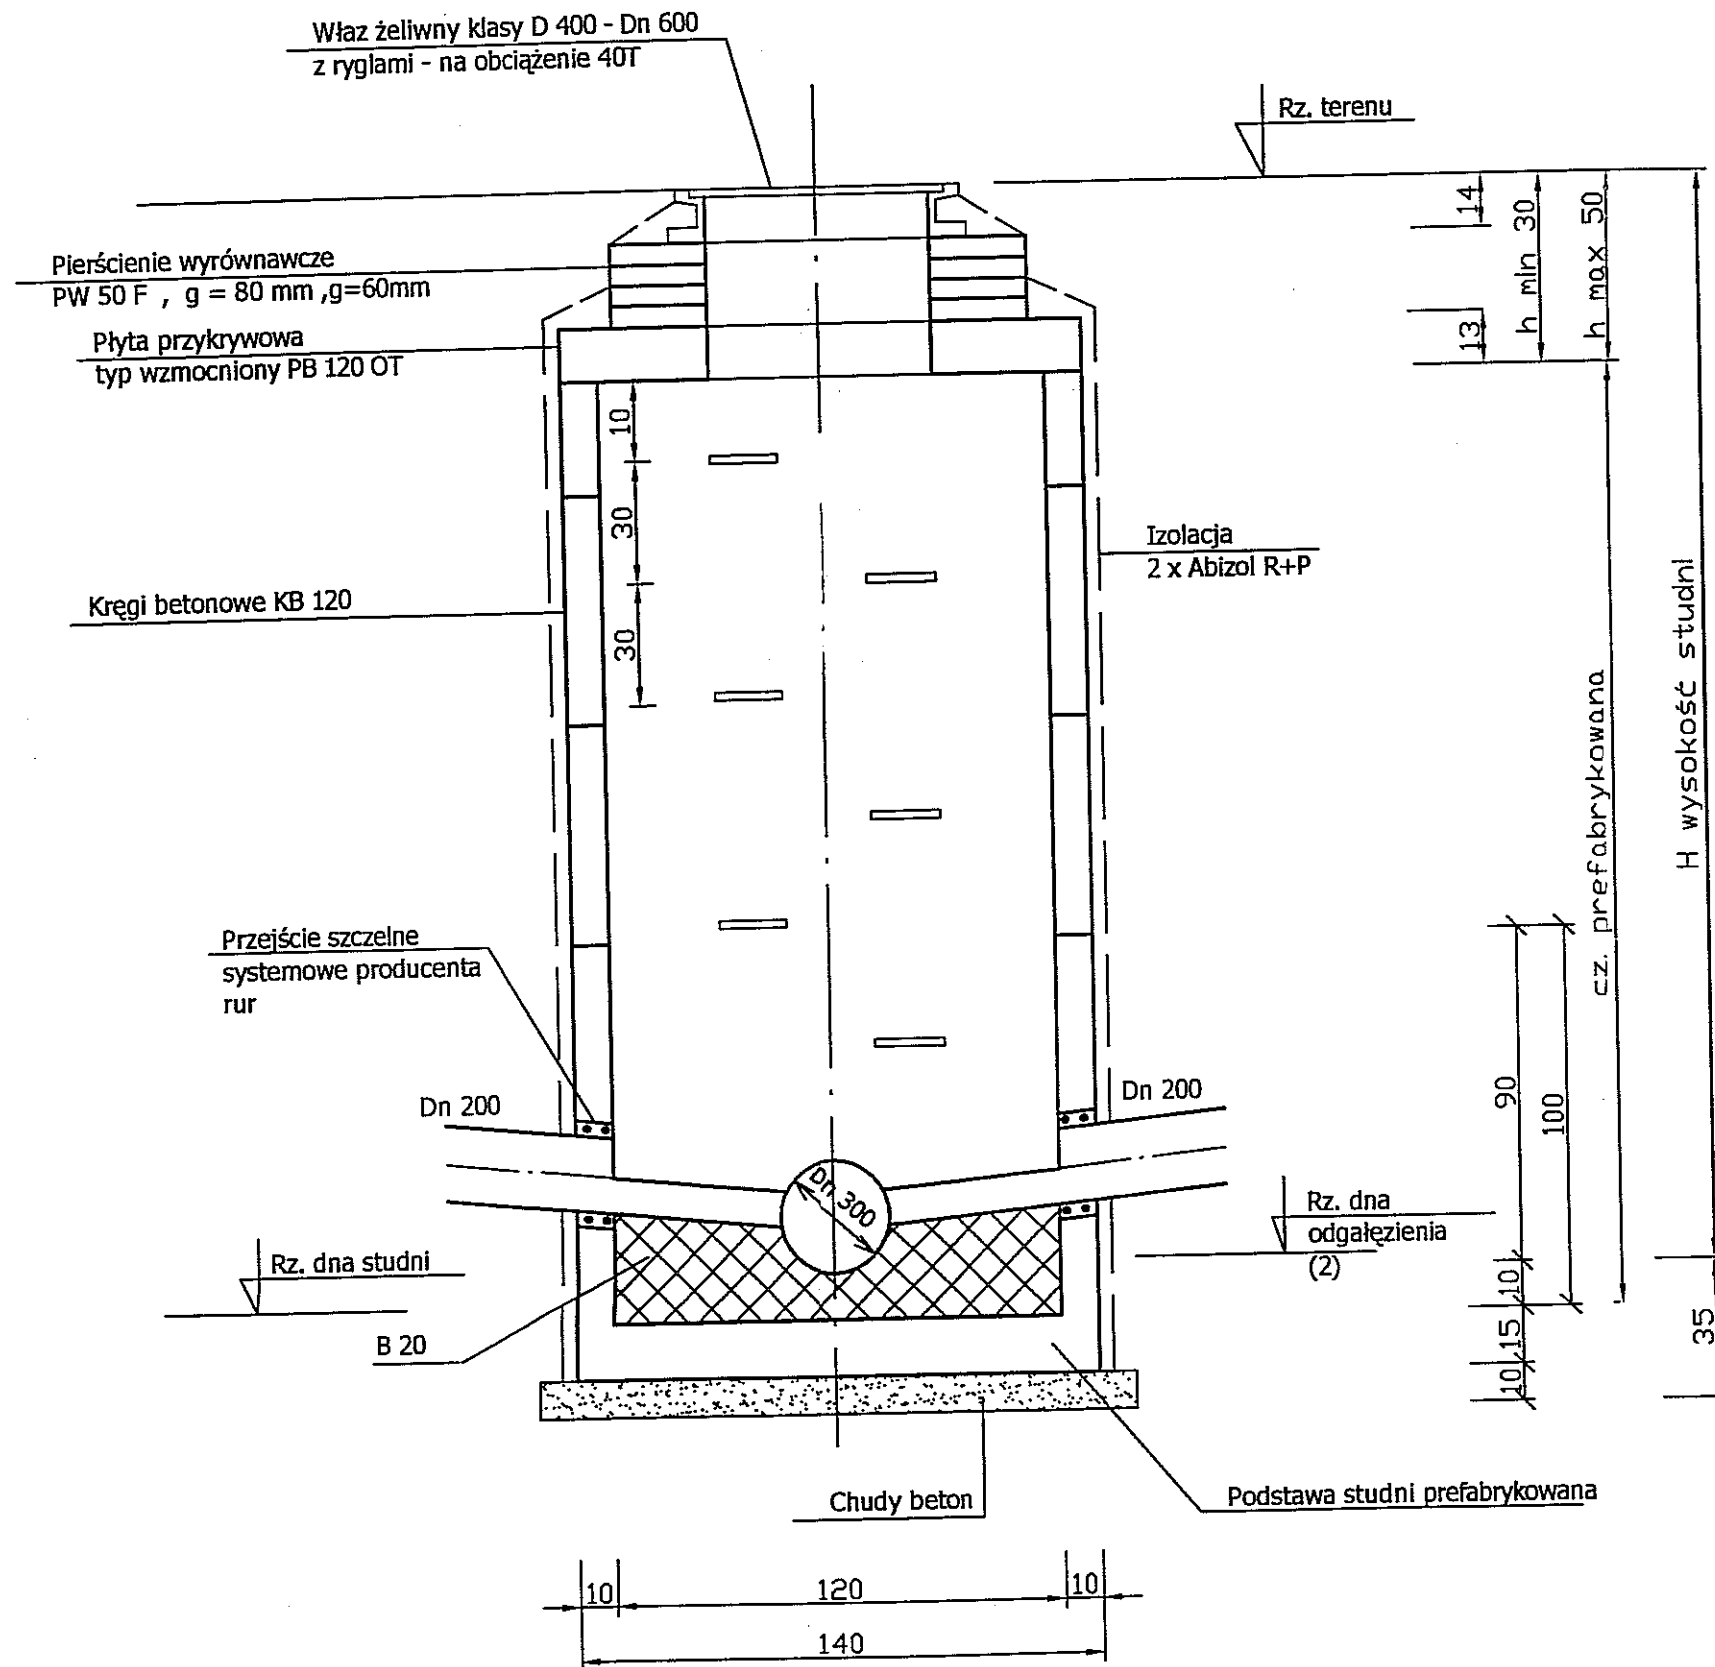 Właz żeliwny klasy D 400 - Dn 600
z ryglami - na obciążenie 40T
Rz. terenu
Pierścienie wyrównawcze
PW 50 F , g = 80 mm ,g=60mm
Płyta przykrywowa
typ wzmocniony PB 120 OT
14
13
h min 30
h max 50
10
30
30
Izolacja
2 x Abizol R+P
Kręgi betonowe KB 120
cz. prefabrykowana
H wysokość studni
Przejście szczelne
systemowe producenta
rur
Dn 200
Dn 200
Dn 300
90
100
Rz. dna
odgałęzienia
(2)
Rz. dna studni
B 20
10
15
10
35
Chudy beton
Podstawa studni prefabrykowana
10
120
10
140